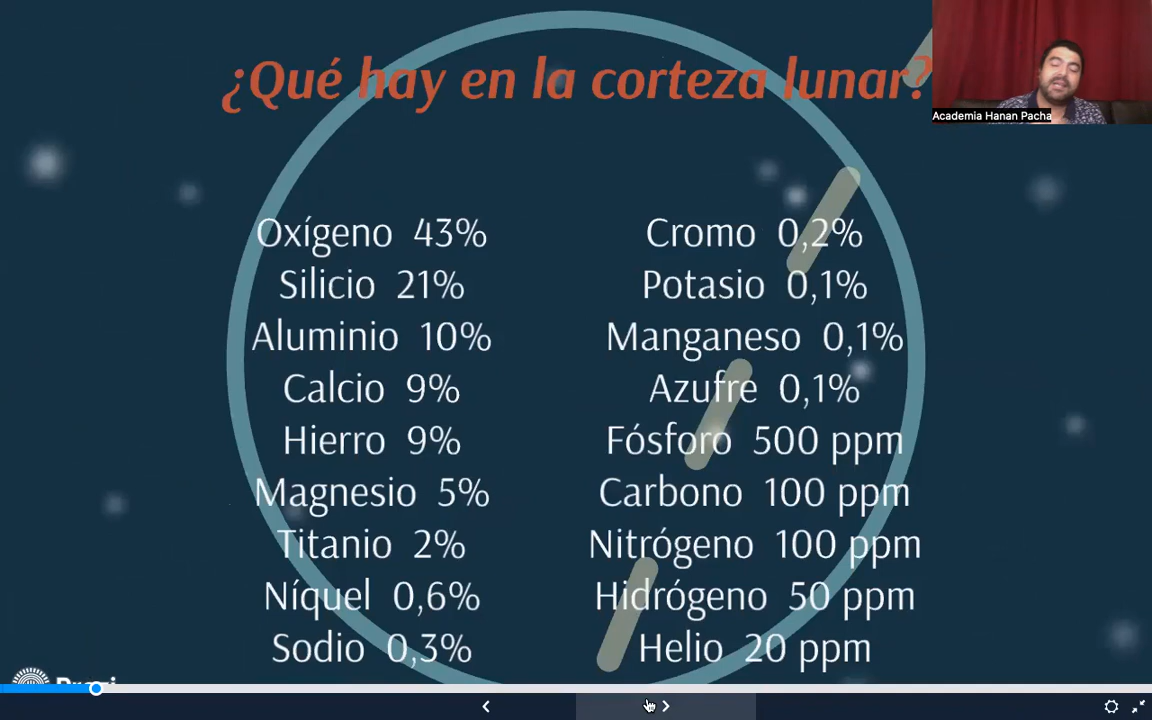 ¿Qué hay en la corteza lunar?
Academia Hanan Pacha
Oxígeno 43%
Silicio 21%
Aluminio 10%
Calcio 9%
Hierro 9%
Magnesio 5%
Titanio 2%
Níquel 0,6%
Sodio 0,3%
Cromo 0,2%
Potasio 0,1%
Manganeso 0,1%
Azufre 0,1%
Fósforo 500 ppm
Carbono 100 ppm
Nitrógeno 100 ppm
Hidrógeno 50 ppm
Helio 20 ppm
Prezi